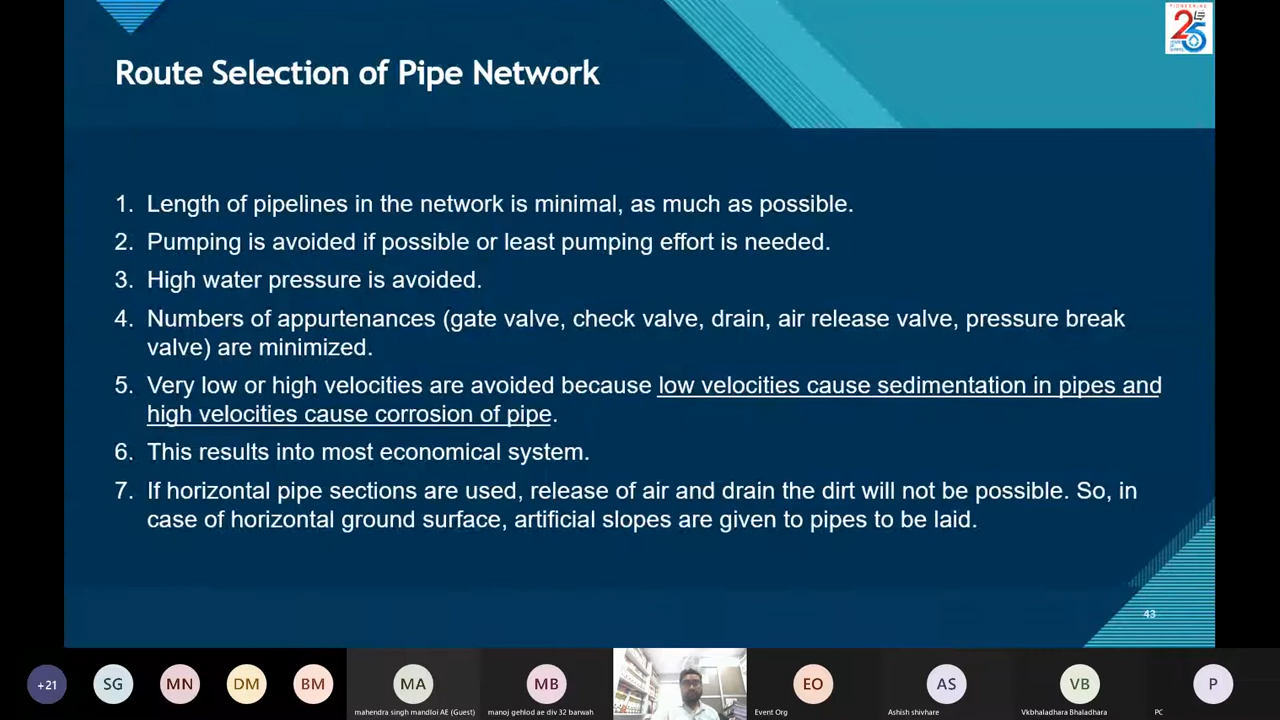 PIONEERING
25
Route Selection of Pipe Network
1. Length of pipelines in the network is minimal, as much as possible.
2. Pumping is avoided if possible or least pumping effort is needed.
3. High water pressure is avoided.
4. Numbers of appurtenances (gate valve, check valve, drain, air release valve, pressure break
valve) are minimized.
5. Very low or high velocities are avoided because low velocities cause sedimentation in pipes and
high velocities cause corrosion of pipe.
6. This results into most economical system.
7. If horizontal pipe sections are used, release of air and drain the dirt will not be possible. So, in
case of horizontal ground surface, artificial slopes are given to pipes to be laid.
43
+21 SG MN DM BM MA MB EO AS VB P
mahendra singh mandloi AE (Guest) manoj gehlod ae div 32 barwah Event Org Ashish shivhare Vkbhaladhara Bhaladhara PC